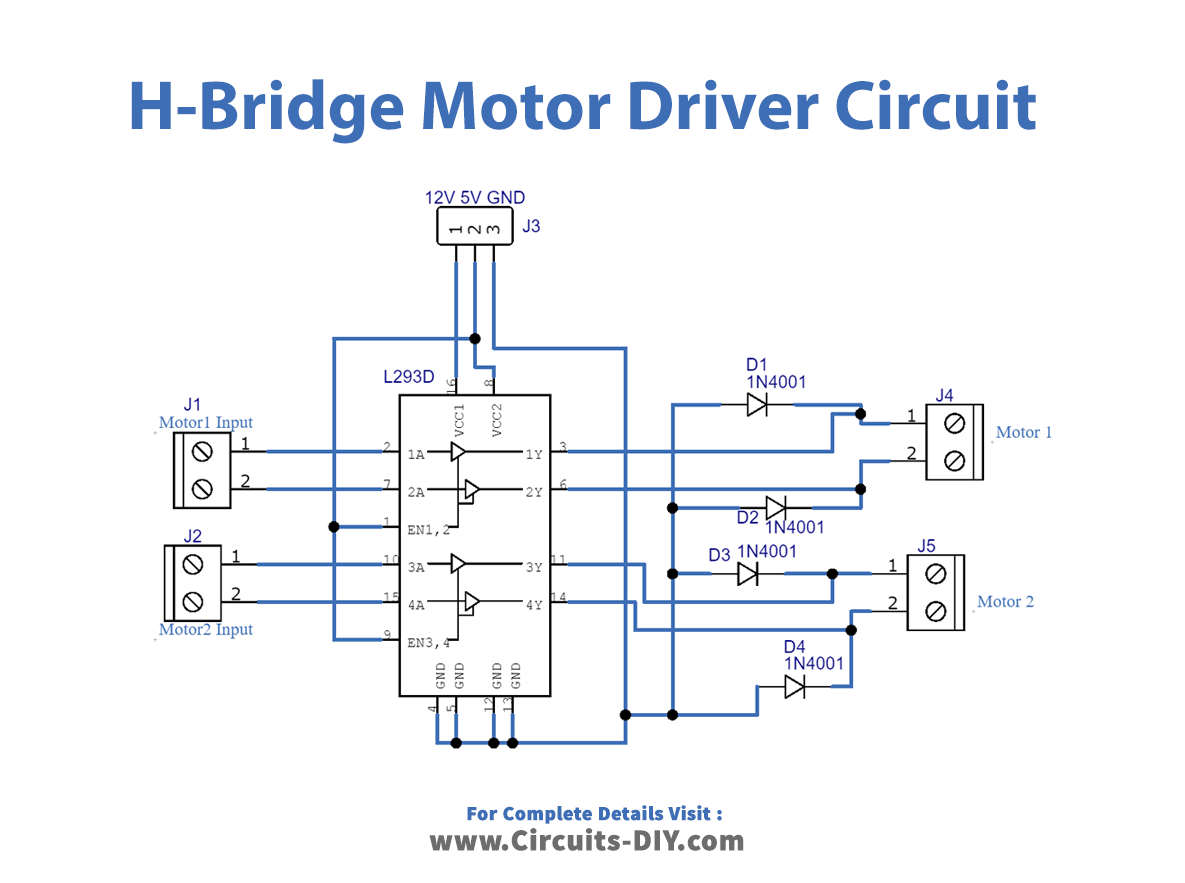 H-Bridge Motor Driver Circuit
12V 5V GND
1 2 3 J3
L293D
16 8
VCC1 VCC2
J1
Motor1 Input
1 2 1A 1Y 3
2 7 2A 2Y 6
1 EN1,2
J2
1 10 3A 3Y 11
2 15 4A 4Y 14
Motor2 Input
9 EN3,4
GND GND GND GND
4 5 12 13
D1
1N4001
J4
1
2
Motor 1
D2 1N4001
D3 1N4001
J5
1
2
Motor 2
D4
1N4001
For Complete Details Visit :
www.Circuits-DIY.com